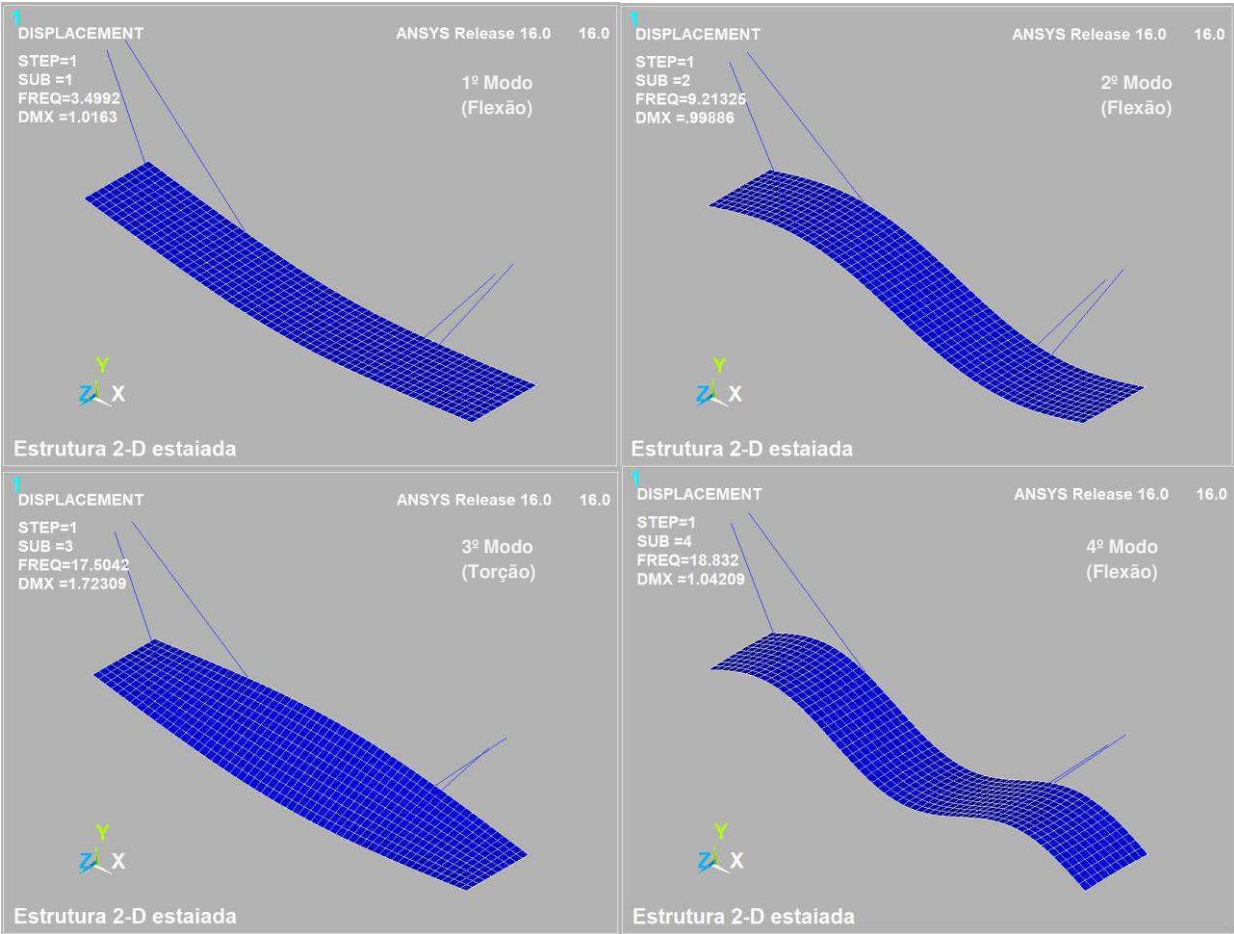 1
DISPLACEMENT
STEP=1
SUB =1
FREQ=3.4992
DMX =1.0163
ANSYS Release 16.0 16.0
1º Modo
(Flexão)
Y
Z X
Estrutura 2-D estaiada
1
DISPLACEMENT
STEP=1
SUB =2
FREQ=9.21325
DMX =.99886
ANSYS Release 16.0 16.0
2º Modo
(Flexão)
Y
Z X
Estrutura 2-D estaiada
1
DISPLACEMENT
STEP=1
SUB =3
FREQ=17.5042
DMX =1.72309
ANSYS Release 16.0 16.0
3º Modo
(Torção)
Y
Z X
Estrutura 2-D estaiada
1
DISPLACEMENT
STEP=1
SUB =4
FREQ=18.832
DMX =1.04209
ANSYS Release 16.0 16.0
4º Modo
(Flexão)
Y
Z X
Estrutura 2-D estaiada